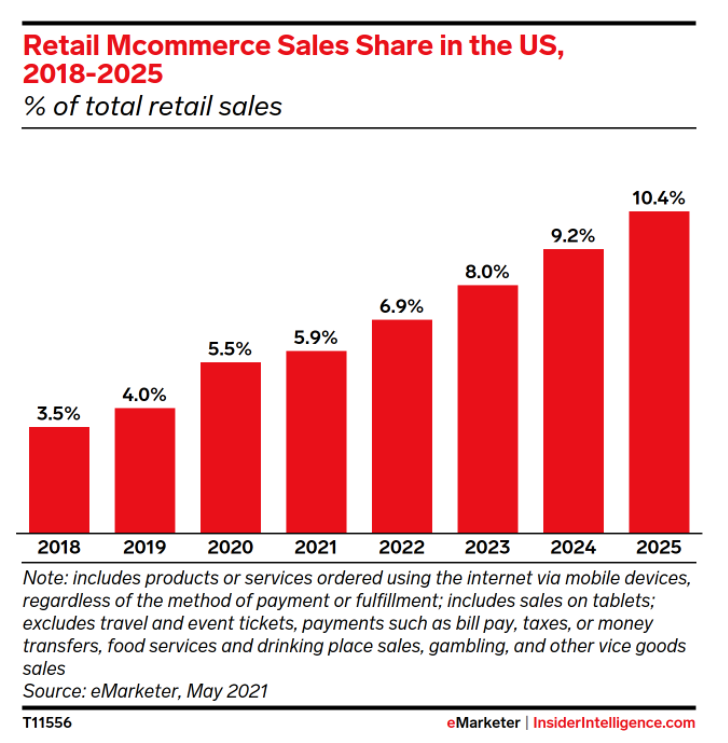 Retail Mcommerce Sales Share in the US,
2018-2025
% of total retail sales
10.4%
9.2%
8.0%
6.9%
5.9%
5.5%
4.0%
3.5%
2018 2019 2020 2021 2022 2023 2024 2025
Note: includes products or services ordered using the internet via mobile devices,
regardless of the method of payment or fulfillment; includes sales on tablets;
excludes travel and event tickets, payments such as bill pay, taxes, or money
transfers, food services and drinking place sales, gambling, and other vice goods
sales
Source: eMarketer, May 2021
T11556 eMarketer | InsiderIntelligence.com